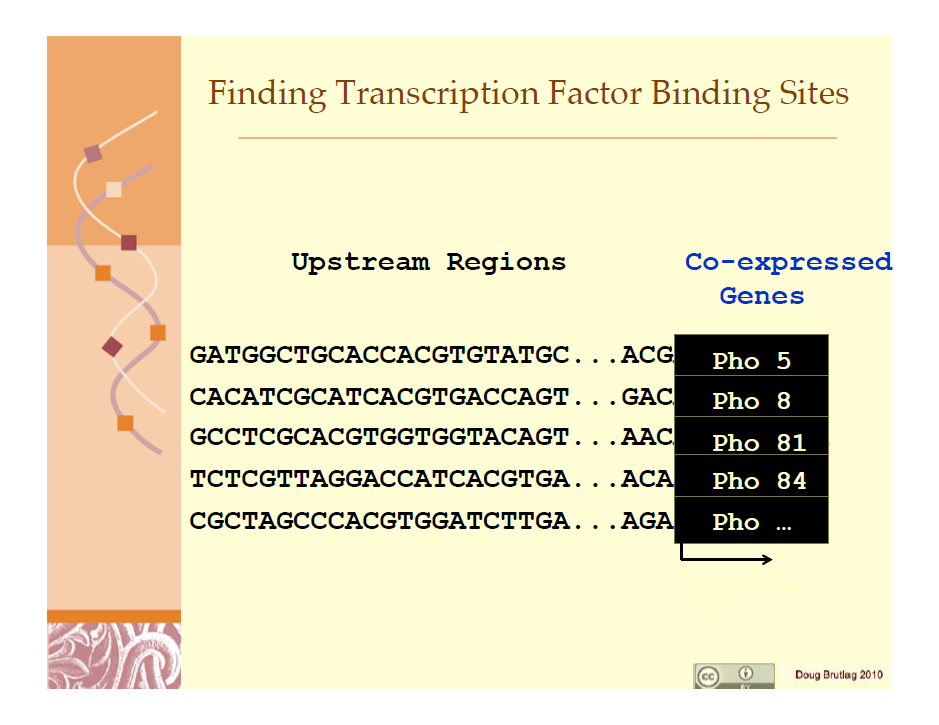 Finding Transcription Factor Binding Sites
Upstream Regions
Co-expressed
Genes
GATGGCTGCACCACGTGTATGC...ACG
Pho 5
CACATCGCATCACGTGACCAGT...GAC
Pho 8
GCCTCGCACGTGGTGGTACAGT...AAC
Pho 81
TCTCGTTAGGACCATCACGTGA...ACA
Pho 84
CGCTAGCCCACGTGGATCTTGA...AGA
Pho …
cc
BY
Doug Brutlag 2010